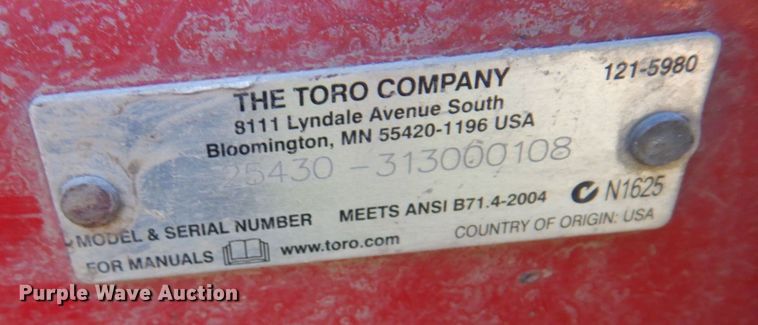 THE TORO COMPANY 121-5980
8111 Lyndale Avenue South
Bloomington, MN 55420-1196 USA
25430 -313000108
MODEL & SERIAL NUMBER MEETS ANSI B71.4-2004 N1625
FOR MANUALS www.toro.com COUNTRY OF ORIGIN: USA
Purple Wave Auction